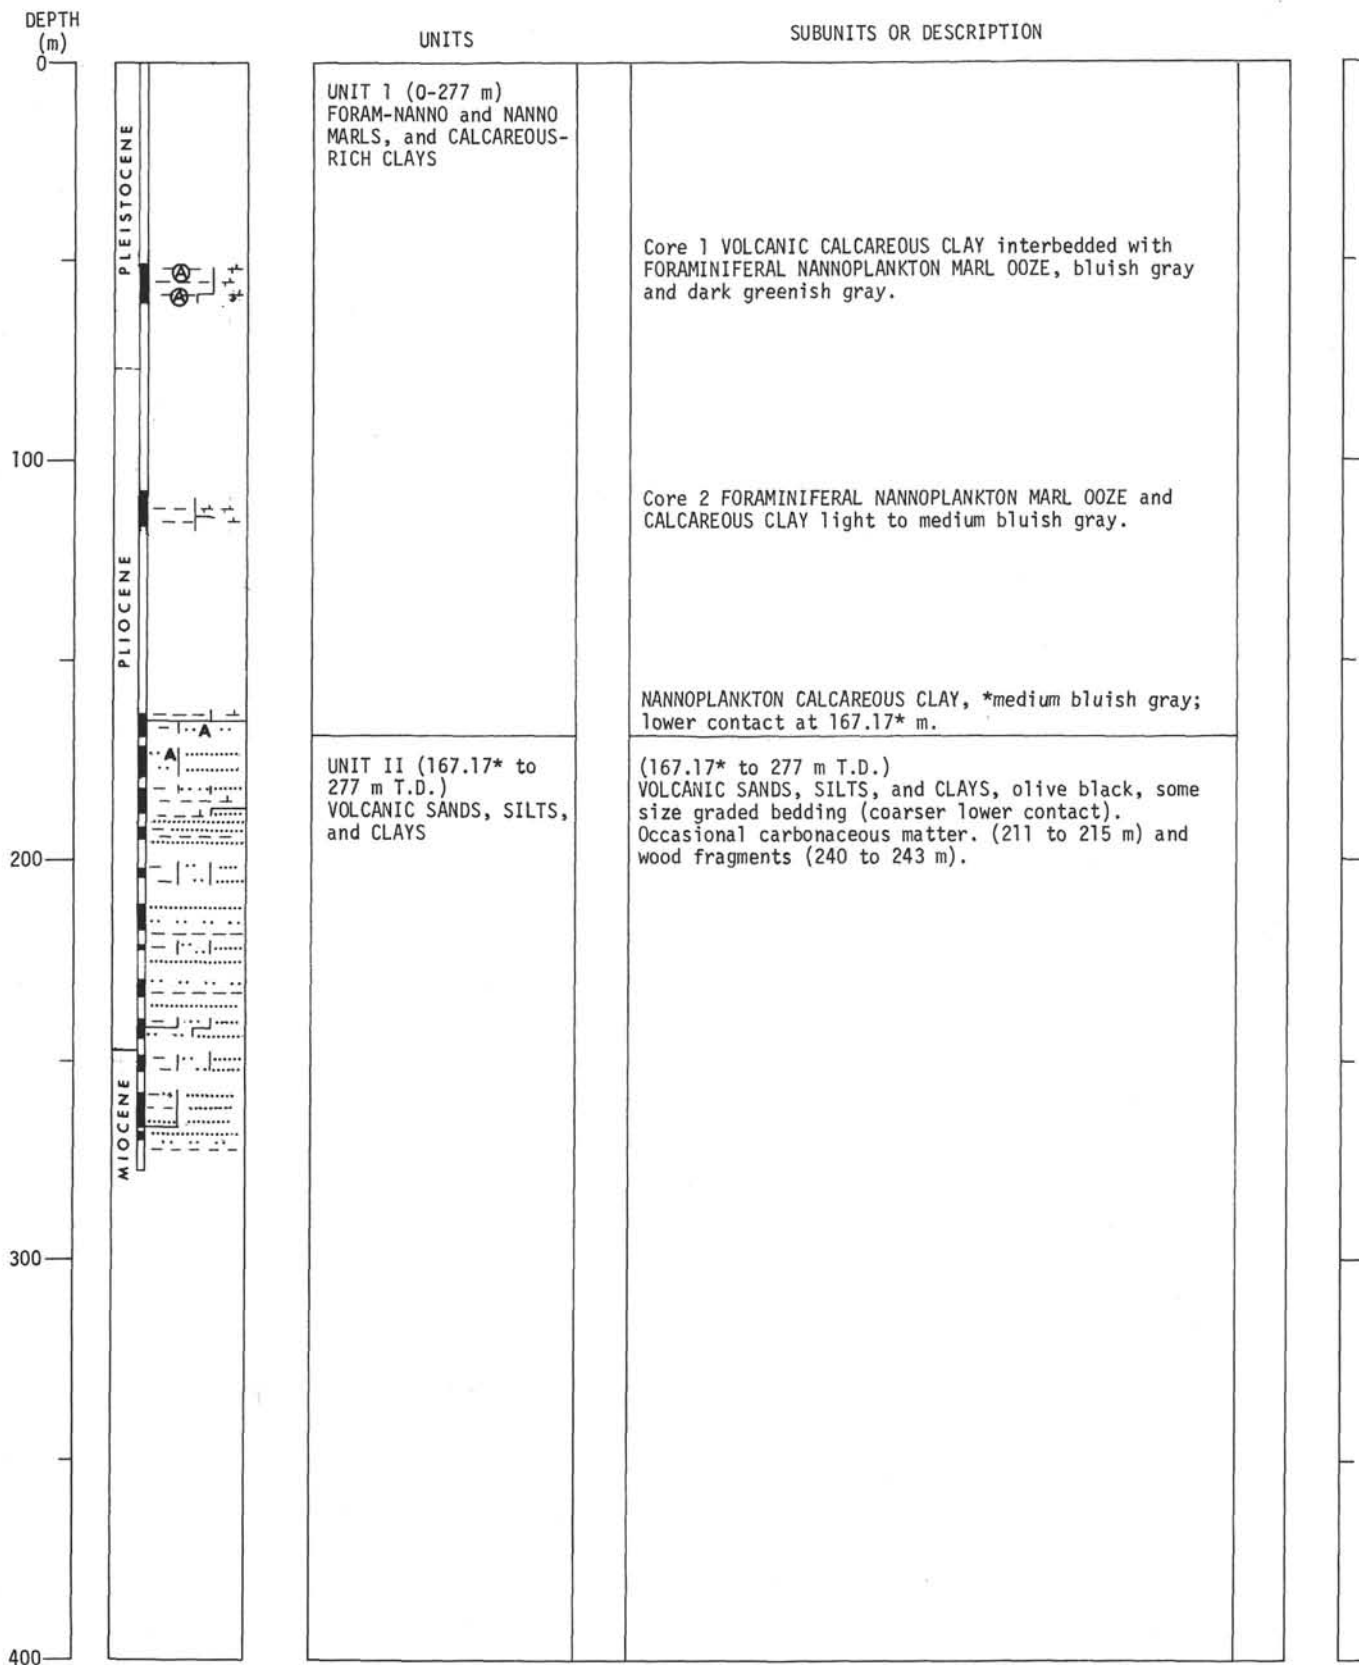 DEPTH
(m)
UNITS
SUBUNITS OR DESCRIPTION
0
100
200
300
400
PLEISTOCENE
PLIOCENE
MIOCENE
A
A
A
A
UNIT 1 (0-277 m)
FORAM-NANNO and NANNO
MARLS, and CALCAREOUS-
RICH CLAYS
Core 1 VOLCANIC CALCAREOUS CLAY interbedded with
FORAMINIFERAL NANNOPLANKTON MARL OOZE, bluish gray
and dark greenish gray.
Core 2 FORAMINIFERAL NANNOPLANKTON MARL OOZE and
CALCAREOUS CLAY light to medium bluish gray.
NANNOPLANKTON CALCAREOUS CLAY, *medium bluish gray;
lower contact at 167.17* m.
UNIT II (167.17* to
277 m T.D.)
VOLCANIC SANDS, SILTS,
and CLAYS
(167.17* to 277 m T.D.)
VOLCANIC SANDS, SILTS, and CLAYS, olive black, some
size graded bedding (coarser lower contact).
Occasional carbonaceous matter. (211 to 215 m) and
wood fragments (240 to 243 m).